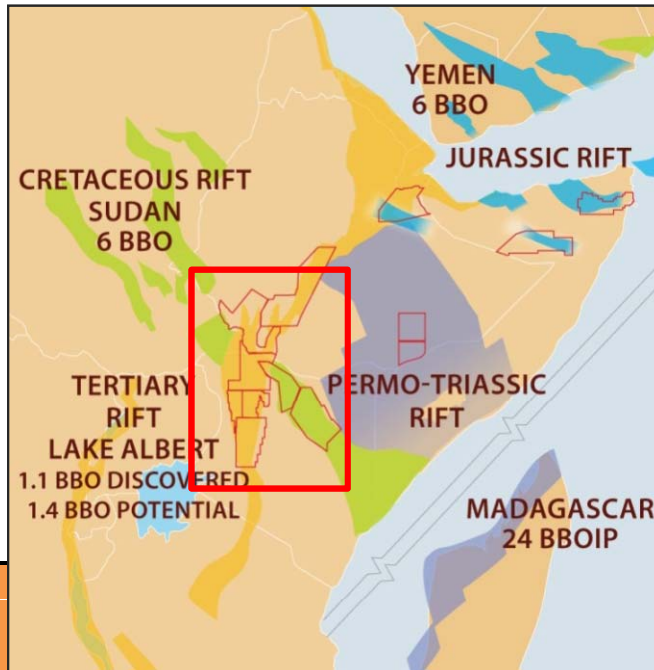 YEMEN
6 BBO
JURASSIC RIFT
CRETACEOUS RIFT
SUDAN
6 BBO
TERTIARY
RIFT
LAKE ALBERT
1.1 BBO DISCOVERED
1.4 BBO POTENTIAL
PERMO-TRIASSIC
RIFT
MADAGASCAR
24 BBOIP